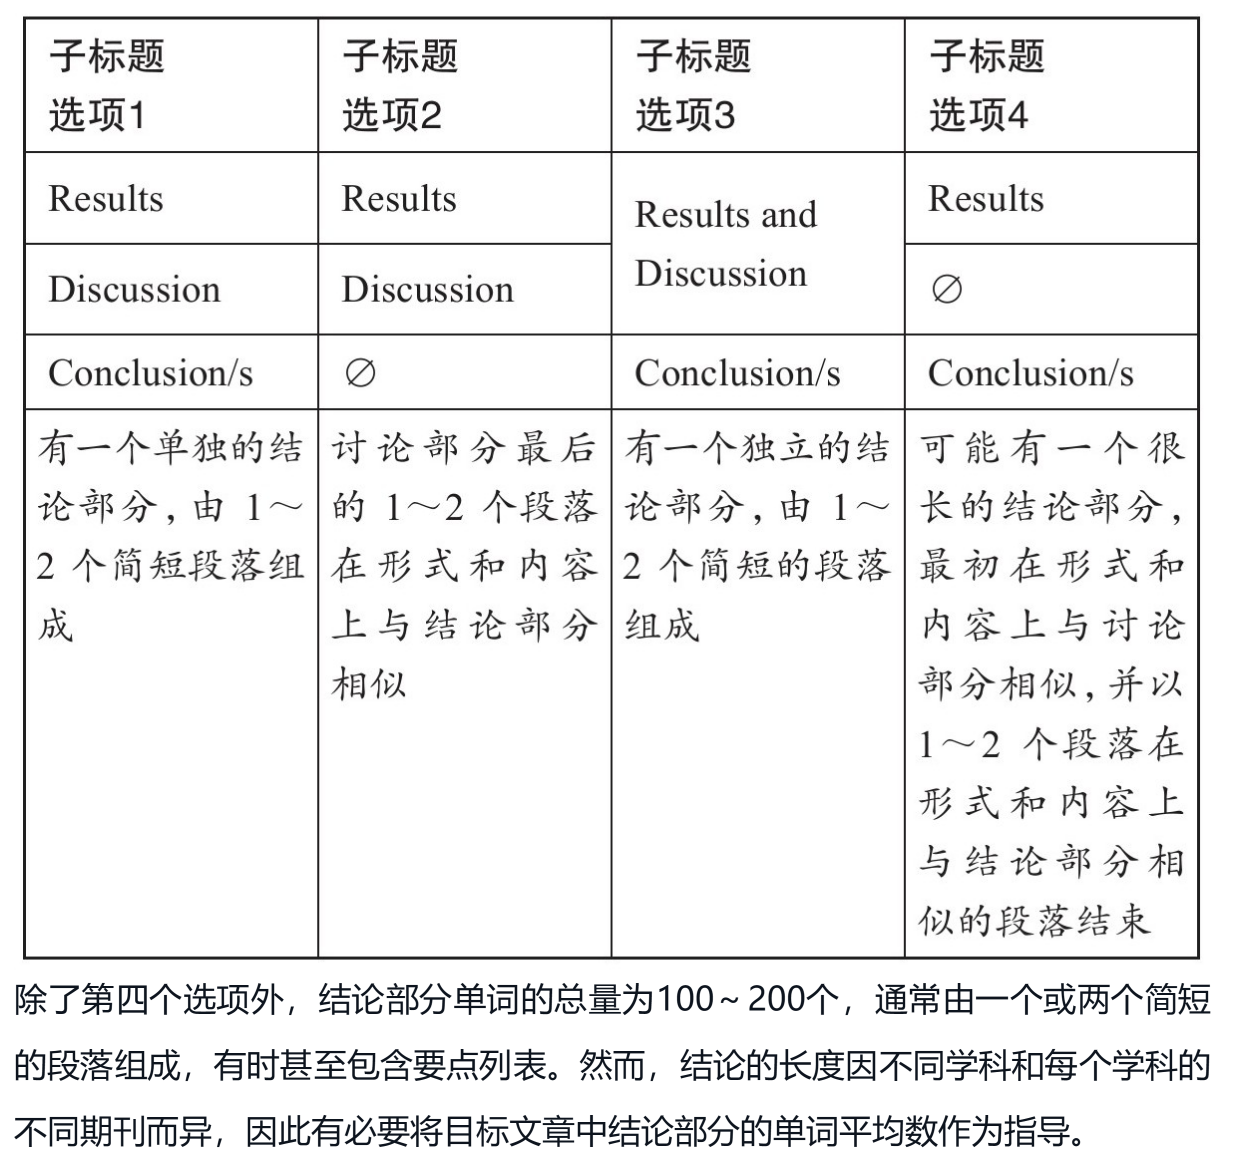 子标题
选项1
子标题
选项2
子标题
选项3
子标题
选项4
Results
Results
Results and
Discussion
Results
Discussion
Discussion
∅
Conclusion/s
∅
Conclusion/s
Conclusion/s
有一个单独的结
论部分,由 1～
2 个简短段落组
成
讨论部分最后
的 1～2 个段落
在形式和内容
上与结论部分
相似
有一个独立的结
论部分,由 1～
2 个简短的段落
组成
可能有一个很
长的结论部分,
最初在形式和
内容上与讨论
部分相似,并以
1～2 个段落在
形式和内容上
与结论部分相
似的段落结束
除了第四个选项外，结论部分单词的总量为100～200个，通常由一个或两个简短
的段落组成，有时甚至包含要点列表。然而，结论的长度因不同学科和每个学科的
不同期刊而异，因此有必要将目标文章中结论部分的单词平均数作为指导。